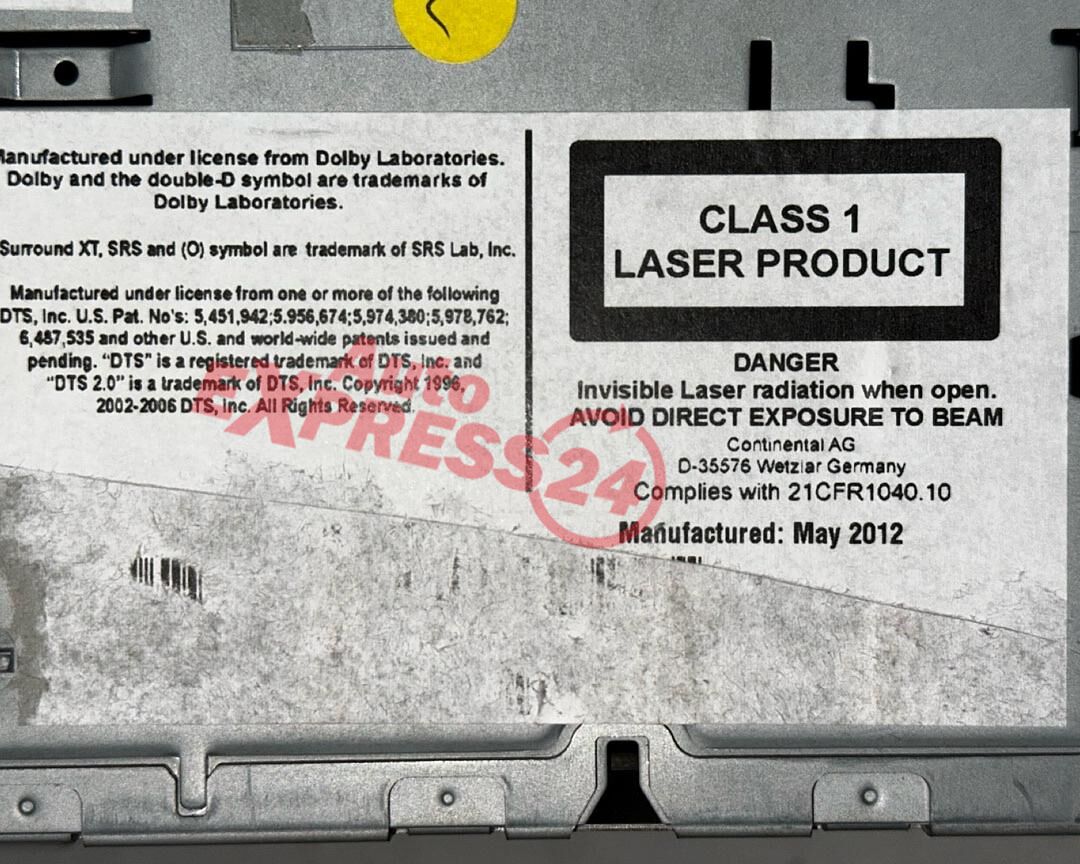 Manufactured under license from Dolby Laboratories.
Dolby and the double-D symbol are trademarks of
Dolby Laboratories.
Surround XT, SRS and (O) symbol are trademark of SRS Lab, Inc.
Manufactured under license from one or more of the following
DTS, Inc. U.S. Pat. No's: 5,451,942;5.956,674;5,974,380;5,978,762;
6,487,535 and other U.S. and world-wide patents issued and
pending. "DTS" is a registered trademark of DTS, Inc. and
"DTS 2.0" is a trademark of DTS, Inc. Copyright 1996,
2002-2006 DTS, Inc. All Rights Reserved.
CLASS 1
LASER PRODUCT
DANGER
Invisible Laser radiation when open.
AVOID DIRECT EXPOSURE TO BEAM
Continental AG
D-35576 Wetzlar Germany
Complies with 21CFR1040.10
Manufactured: May 2012
Auto
EXPRESS24